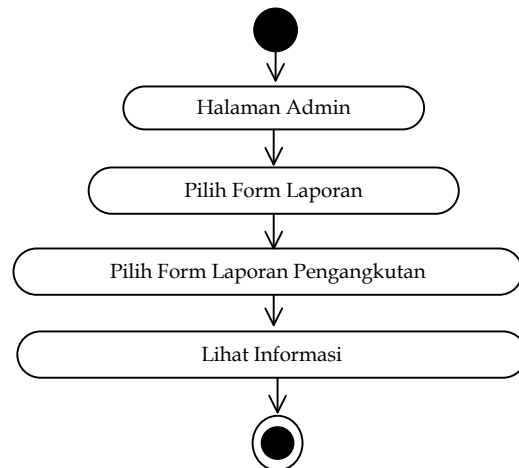 Halaman Admin
Pilih Form Laporan
Pilih Form Laporan Pengangkutan
Lihat Informasi